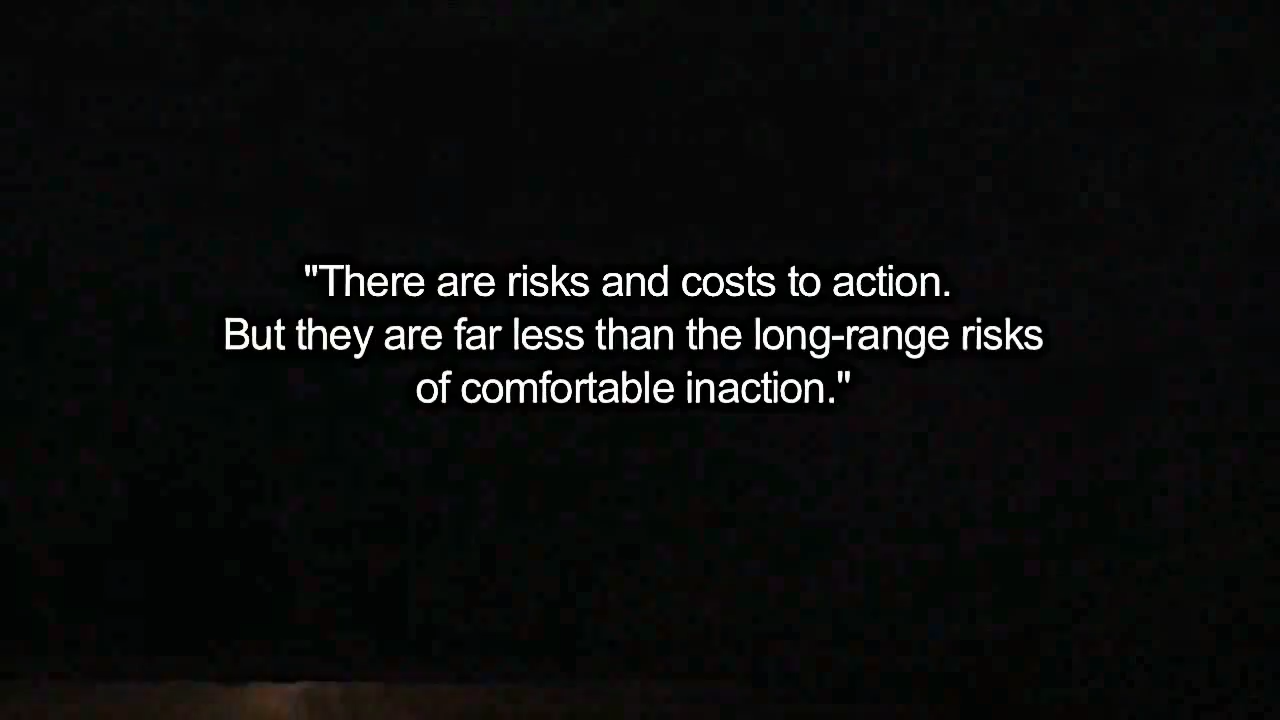 "There are risks and costs to action.
But they are far less than the long-range risks
of comfortable inaction."